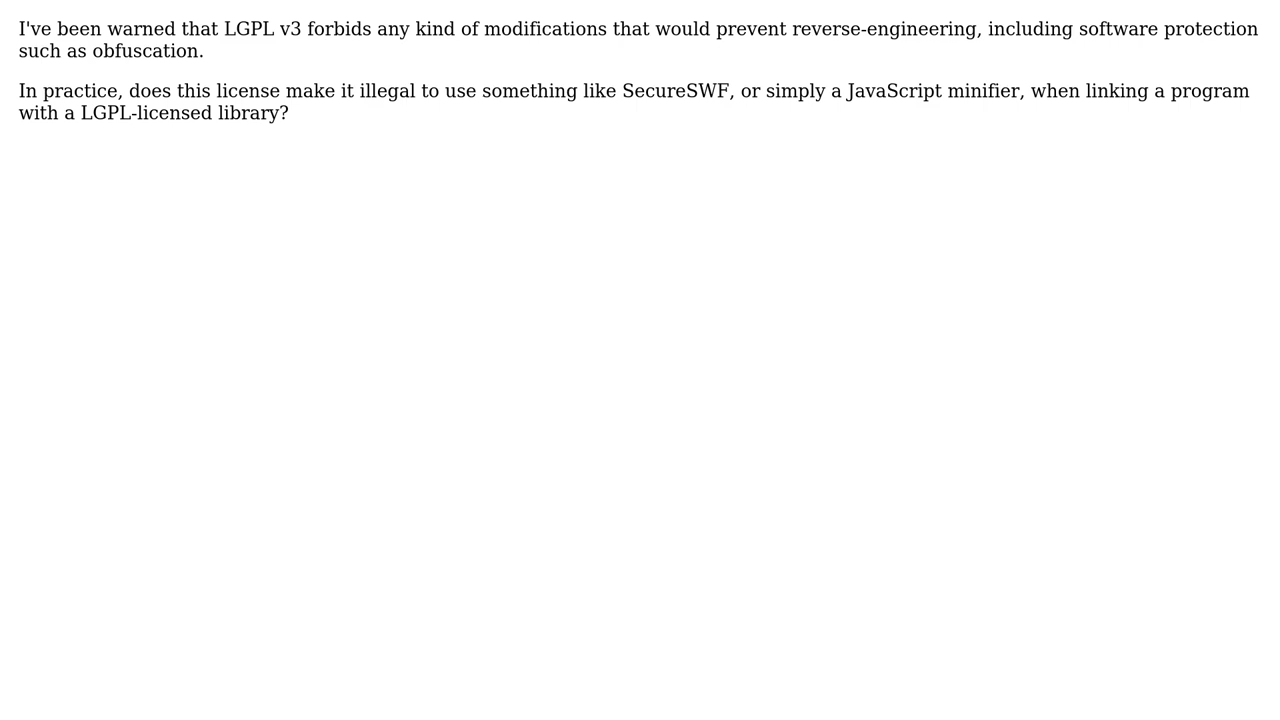 I've been warned that LGPL v3 forbids any kind of modifications that would prevent reverse-engineering, including software protection
such as obfuscation.
In practice, does this license make it illegal to use something like SecureSWF, or simply a JavaScript minifier, when linking a program
with a LGPL-licensed library?